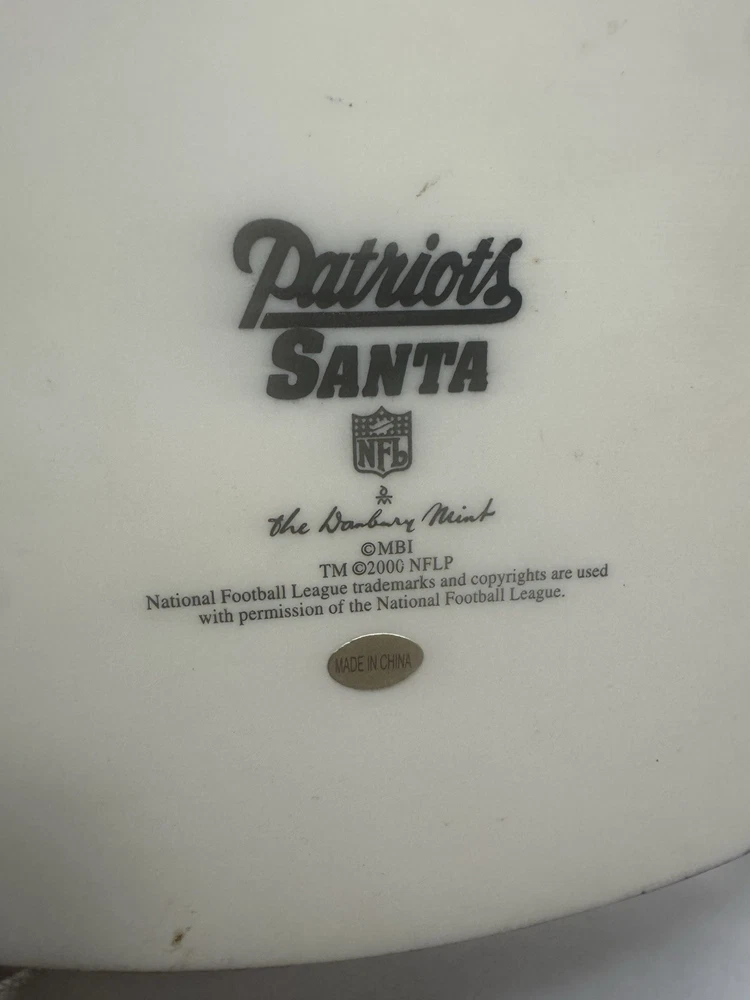 Patriots
SANTA
NFL
DM
The Danbury Mint
©MBI
TM ©2000 NFLP
National Football League trademarks and copyrights are used
with permission of the National Football League.
MADE IN CHINA